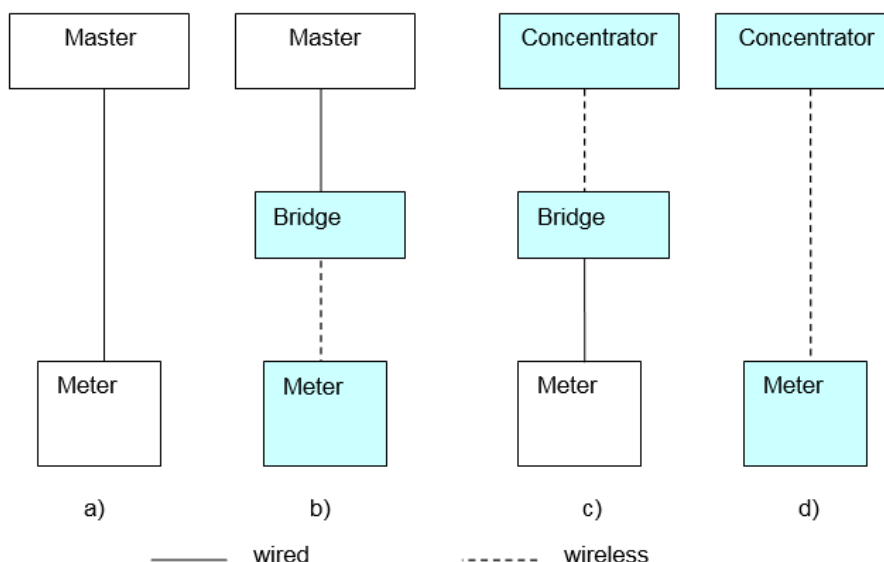 Master Master Concentrator Concentrator
Bridge Bridge
Meter Meter Meter Meter
a) b) c) d)
wired wireless